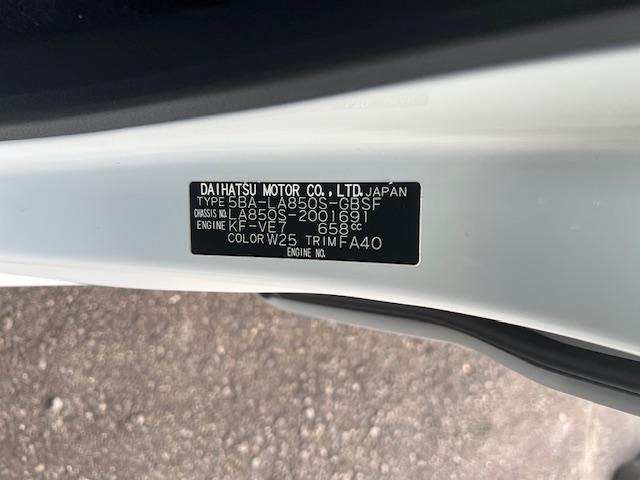 DAIHATSU MOTOR CO., LTD. JAPAN
TYPE 5BA-LA850S-GBSF
CHASSIS NO. LA850S-2001691
ENGINE KF-VE7 658cc
COLOR W25 TRIM FA40
ENGINE NO.